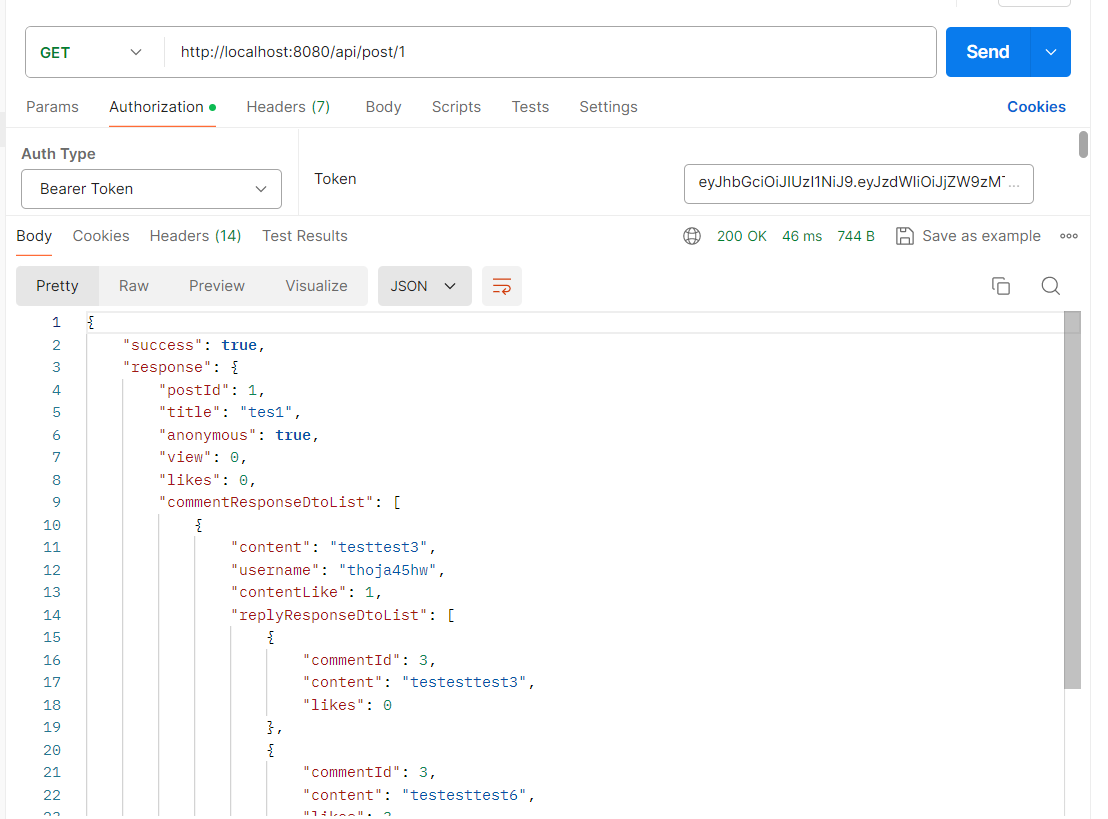 GET http://localhost:8080/api/post/1 Send
Params Authorization Headers (7) Body Scripts Tests Settings Cookies
Auth Type
Bearer Token
Token
eyJhbGciOiJIUzI1NiJ9.eyJzdWIiOiJjZW9zM...
Body Cookies Headers (14) Test Results 200 OK 46 ms 744 B Save as example
Pretty Raw Preview Visualize JSON
1 {
2 "success": true,
3 "response": {
4 "postId": 1,
5 "title": "tes1",
6 "anonymous": true,
7 "view": 0,
8 "likes": 0,
9 "commentResponseDtoList": [
10 {
11 "content": "testtest3",
12 "username": "thoja45hw",
13 "contentLike": 1,
14 "replyResponseDtoList": [
15 {
16 "commentId": 3,
17 "content": "testesttest3",
18 "likes": 0
19 },
20 {
21 "commentId": 3,
22 "content": "testesttest6",